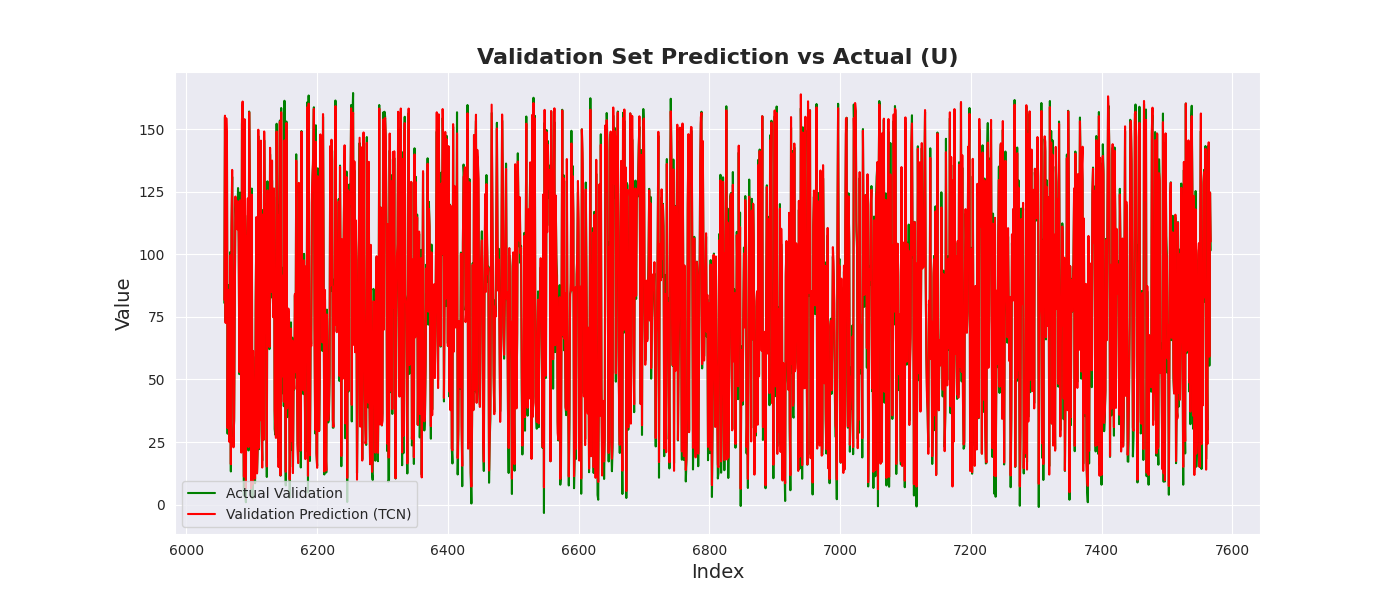 Validation Set Prediction vs Actual (U)
Value
150
125
100
75
50
25
0
Actual Validation
Validation Prediction (TCN)
6000 6200 6400 6600 6800 7000 7200 7400 7600
Index